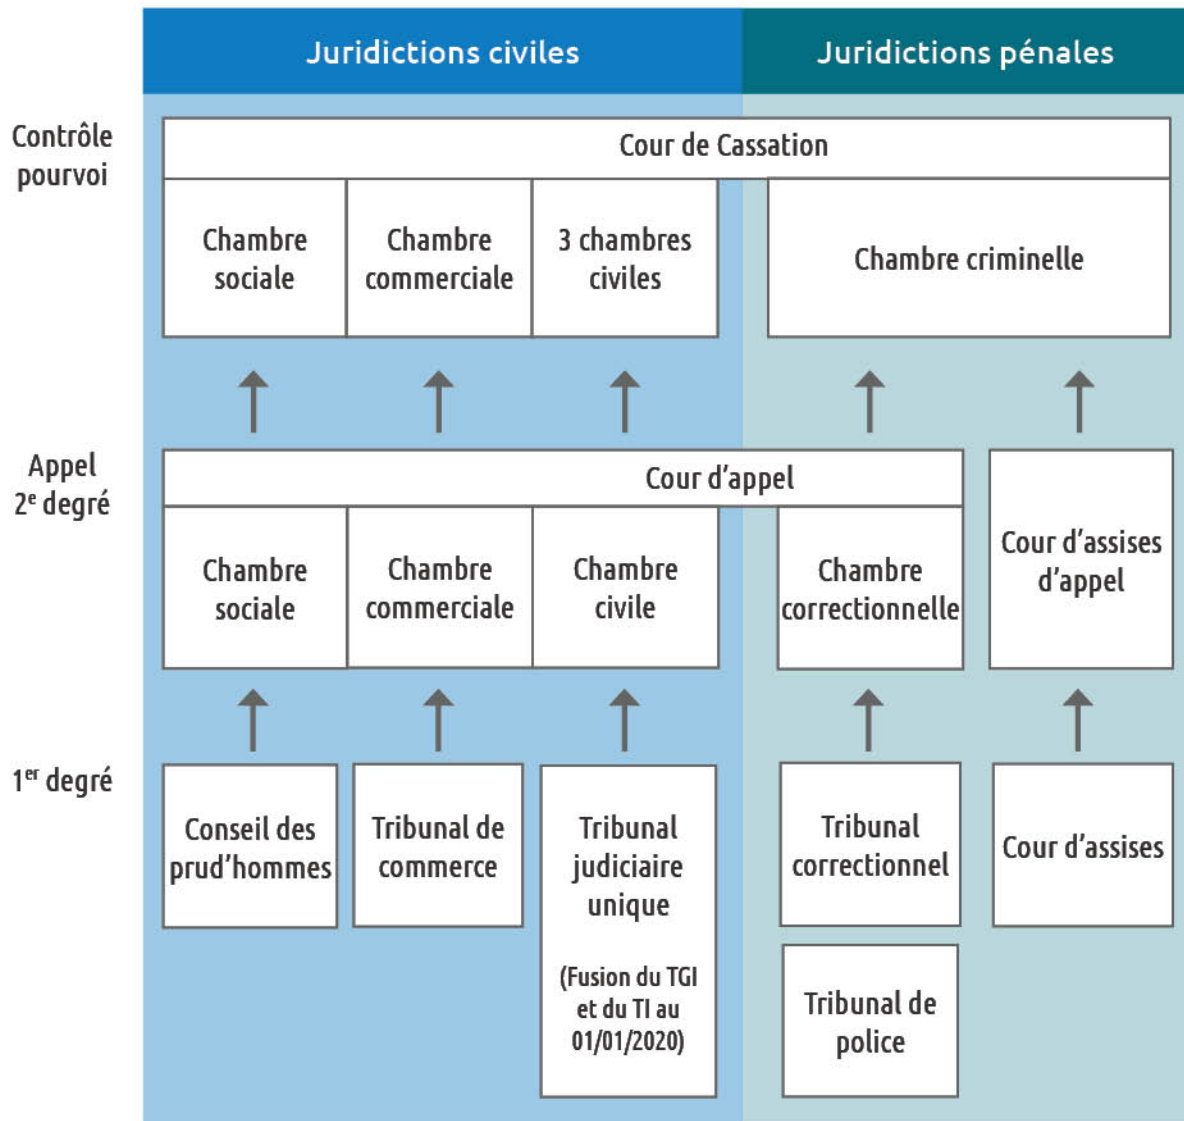 Juridictions civiles
Juridictions pénales
Contrôle
pourvoi
Cour de Cassation
Chambre
sociale
Chambre
commerciale
3 chambres
civiles
Chambre criminelle
Appel
2e degré
Cour d'appel
Chambre
sociale
Chambre
commerciale
Chambre
civile
Chambre
correctionnelle
Cour d'assises
d'appel
1er degré
Conseil des
prud'hommes
Tribunal de
commerce
Tribunal
judiciaire
unique
(Fusion du TGI
et du TI au
01/01/2020)
Tribunal
correctionnel
Cour d'assises
Tribunal de
police